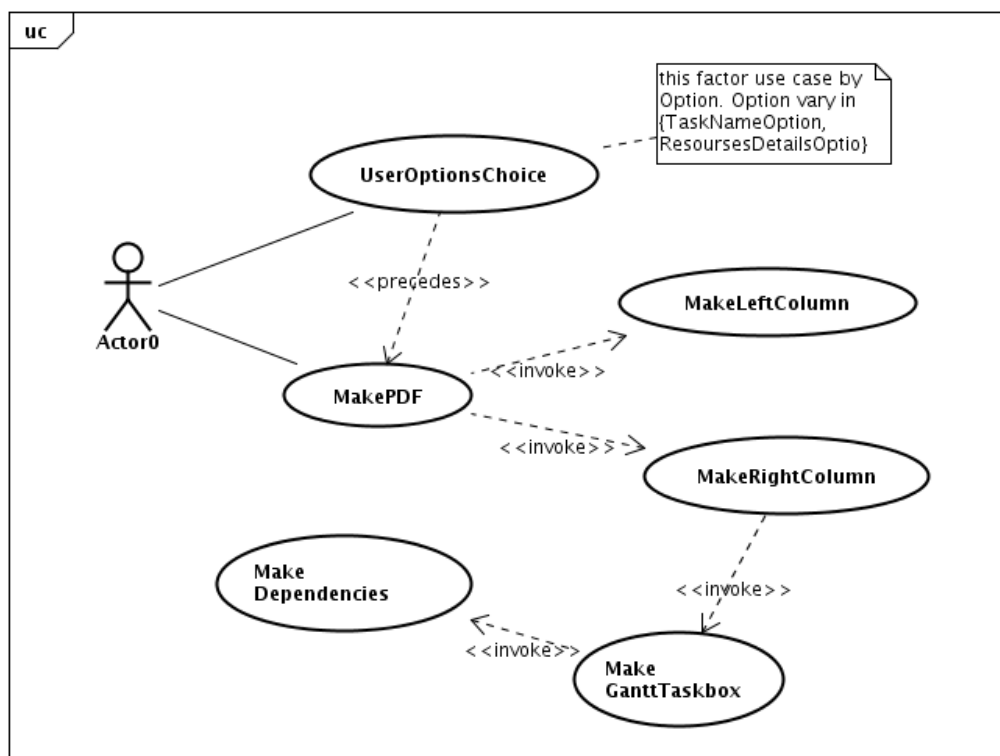 uc
this factor use case by
Option. Option vary in
{TaskNameOption,
ResoursesDetailsOptio}
UserOptionsChoice
<<precedes>>
MakeLeftColumn
Actor0
<<invoke>>
MakePDF
<<invoke>>
MakeRightColumn
Make
Dependencies
<<invoke>>
<<invoke>>
Make
GanttTaskbox